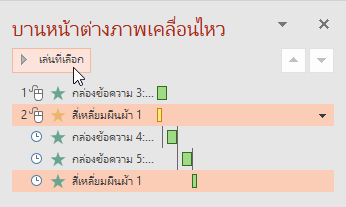 บานหน้าต่างภาพเคลื่อนไหว
เล่นที่เลือก
1 กล่องข้อความ 3:...
2 สี่เหลี่ยมผืนผ้า 1
กล่องข้อความ 4:...
กล่องข้อความ 5:...
สี่เหลี่ยมผืนผ้า 1